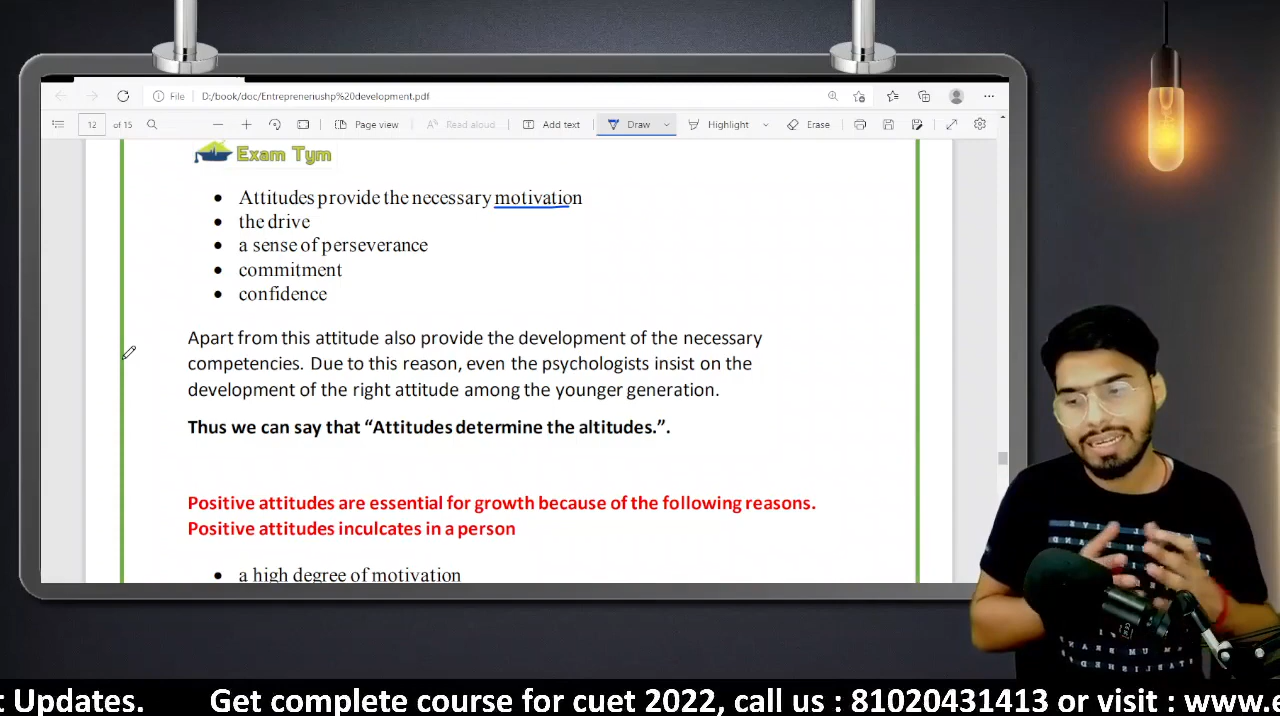 File D:/book/doc/Entrepreneriushp%20development.pdf
12 of 15 Page view Read aloud Add text Draw Highlight Erase
Exam Tym
• Attitudes provide the necessary motivation
• the drive
• a sense of perseverance
• commitment
• confidence
Apart from this attitude also provide the development of the necessary
competencies. Due to this reason, even the psychologists insist on the
development of the right attitude among the younger generation.
Thus we can say that “Attitudes determine the altitudes.”.
Positive attitudes are essential for growth because of the following reasons.
Positive attitudes inculcates in a person
• a high degree of motivation
t Updates. Get complete course for cuet 2022, call us : 81020431413 or visit : www.e